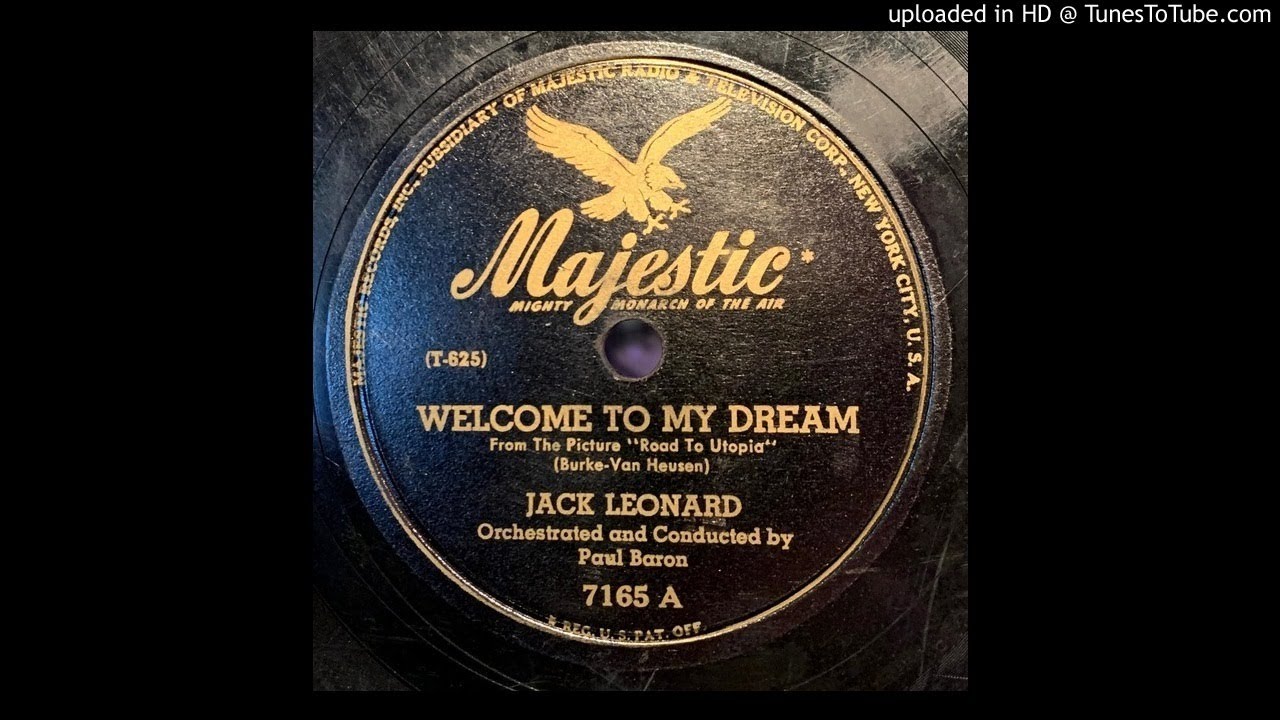 uploaded in HD @ TunesToTube.com
MAJESTIC RECORDS, INC., SUBSIDIARY OF MAJESTIC RADIO & TELEVISION CORP., NEW YORK CITY, U. S. A.
Majestic*
MIGHTY MONARCH OF THE AIR
(T-625)
WELCOME TO MY DREAM
From The Picture "Road To Utopia"
(Burke-Van Heusen)
JACK LEONARD
Orchestrated and Conducted by
Paul Baron
7165 A
* REG. U. S. PAT. OFF.